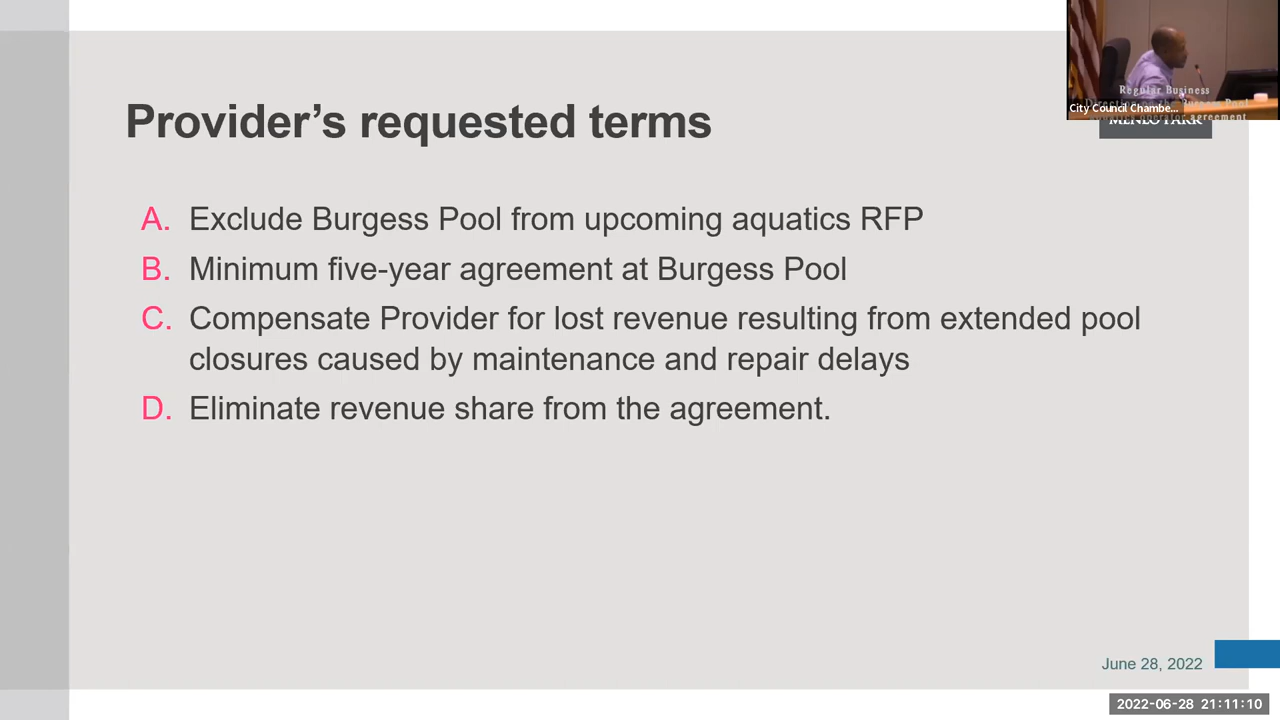 Provider's requested terms
A. Exclude Burgess Pool from upcoming aquatics RFP
B. Minimum five-year agreement at Burgess Pool
C. Compensate Provider for lost revenue resulting from extended pool
closures caused by maintenance and repair delays
D. Eliminate revenue share from the agreement.
Regular Business
City Council Chambe...
agreement
MENLO PARK
June 28, 2022
2022-06-28 21:11:10